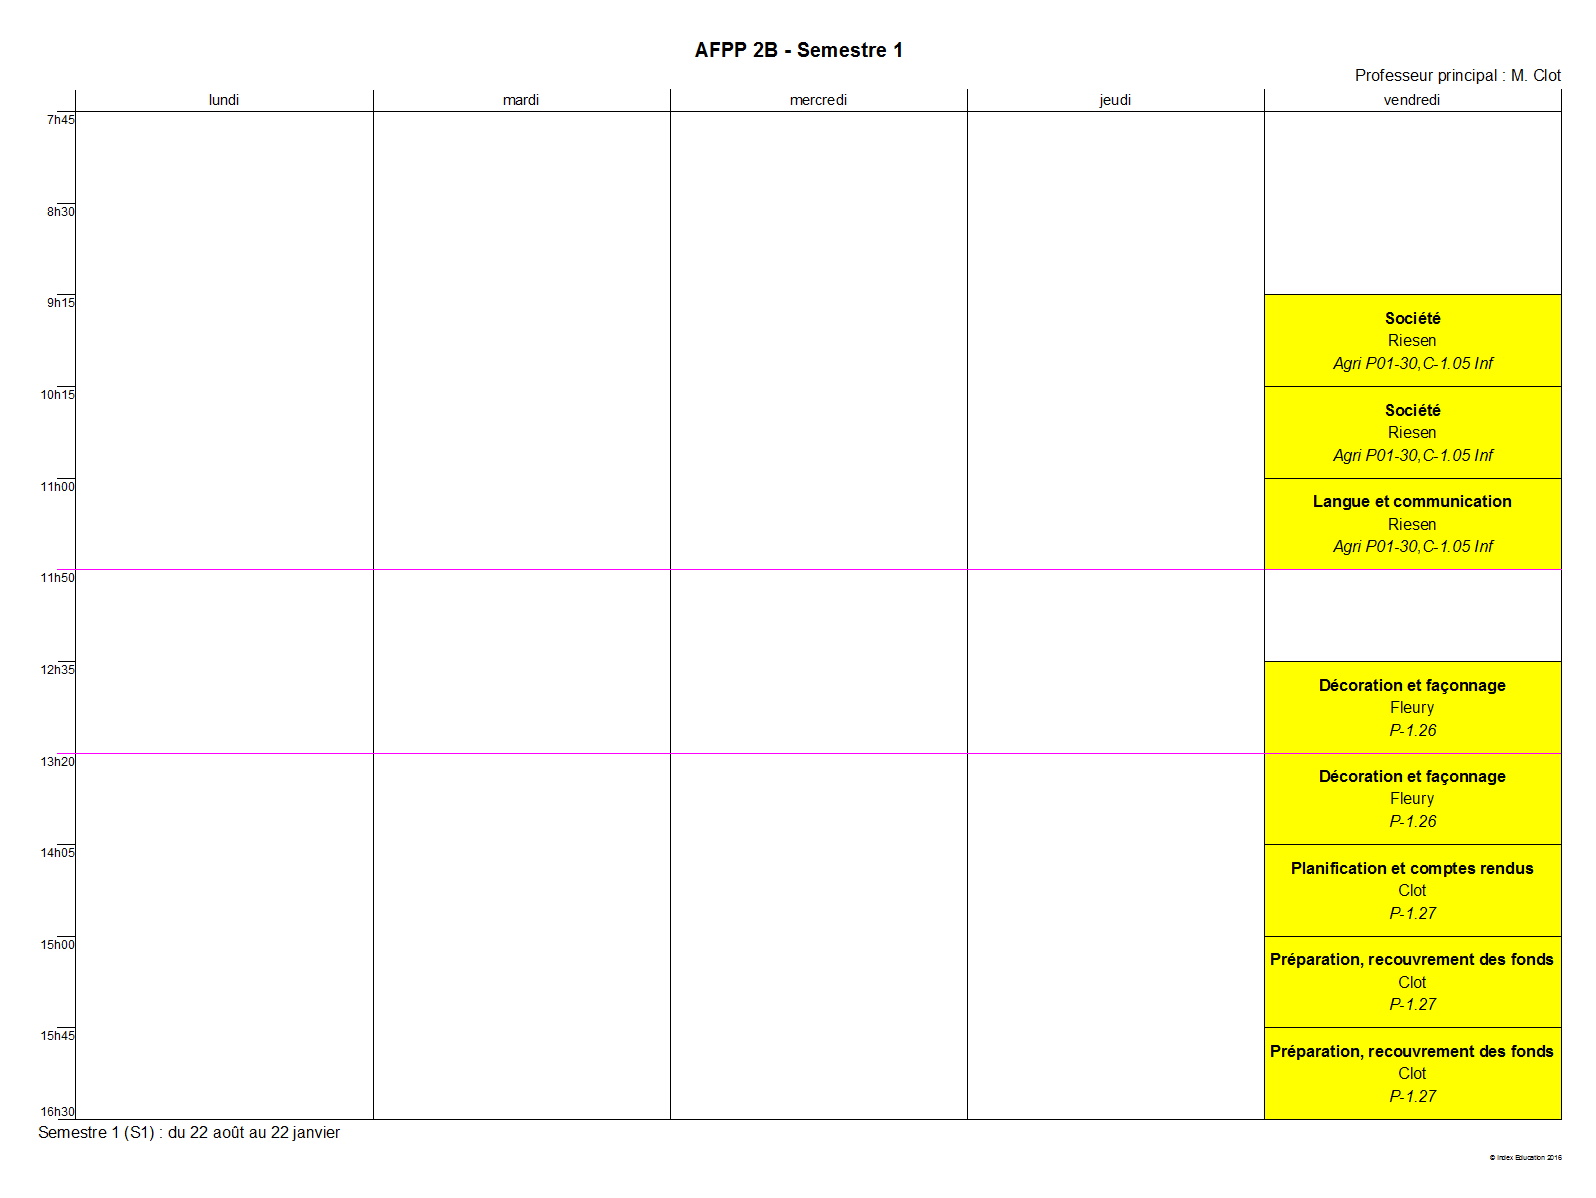 AFPP 2B - Semestre 1
Professeur principal : M. Clot
lundi mardi mercredi jeudi vendredi
7h45
8h30
9h15
Société
Riesen
Agri P01-30,C-1.05 Inf
10h15
Société
Riesen
Agri P01-30,C-1.05 Inf
11h00
Langue et communication
Riesen
Agri P01-30,C-1.05 Inf
11h50
12h35
Décoration et façonnage
Fleury
P-1.26
13h20
Décoration et façonnage
Fleury
P-1.26
14h05
Planification et comptes rendus
Clot
P-1.27
15h00
Préparation, recouvrement des fonds
Clot
P-1.27
15h45
Préparation, recouvrement des fonds
Clot
P-1.27
16h30
Semestre 1 (S1) : du 22 août au 22 janvier
© Index Education 2016